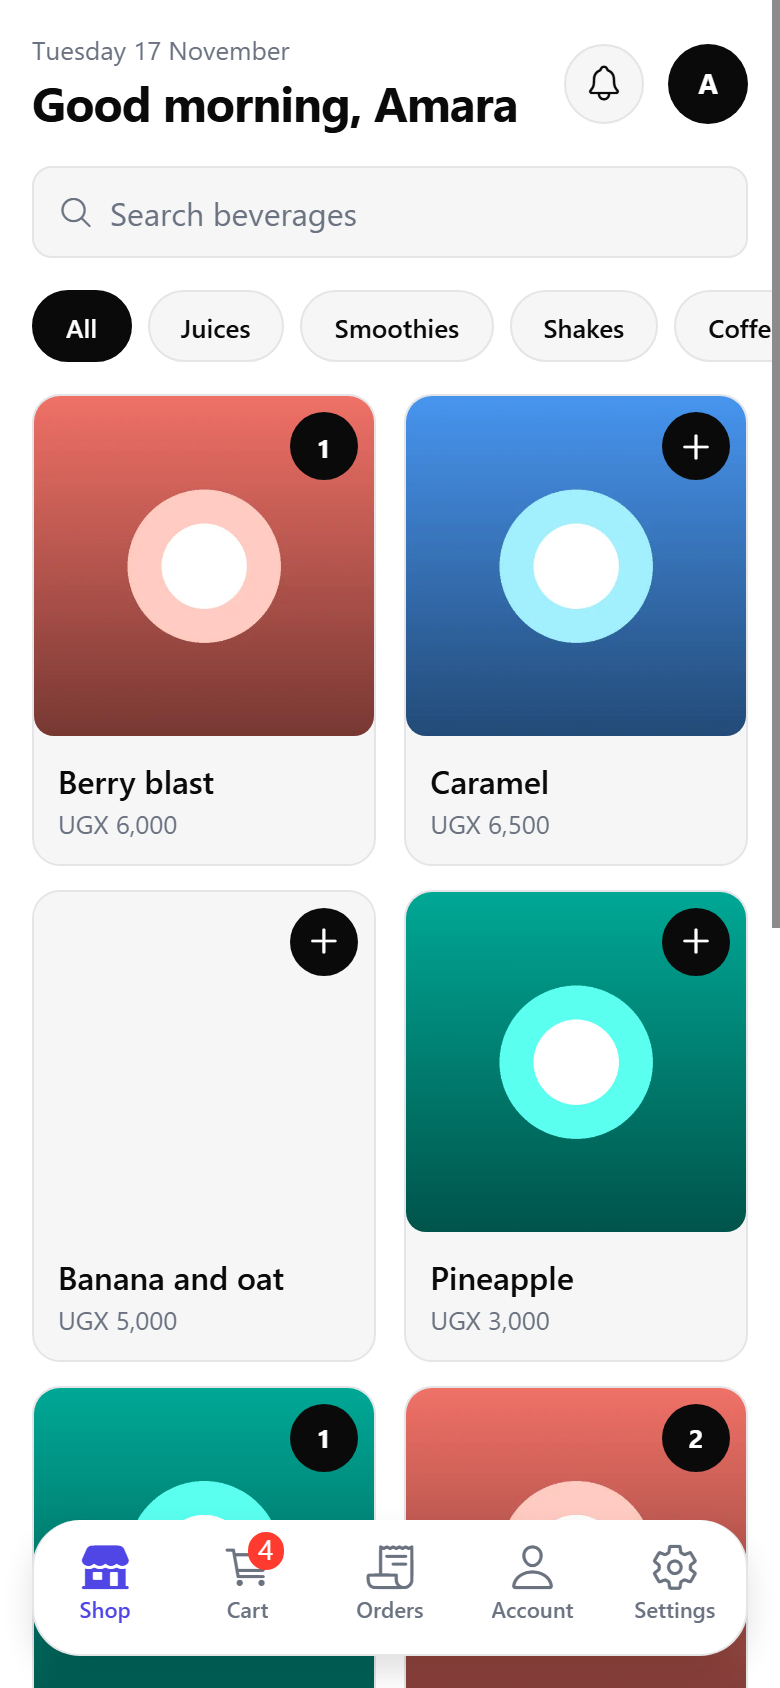 Tuesday 17 November
Good morning, Amara
A
Search beverages
All
Juices
Smoothies
Shakes
Coffe
1
Berry blast
UGX 6,000
Caramel
UGX 6,500
Banana and oat
UGX 5,000
Pineapple
UGX 3,000
1
2
4
Shop
Cart
Orders
Account
Settings